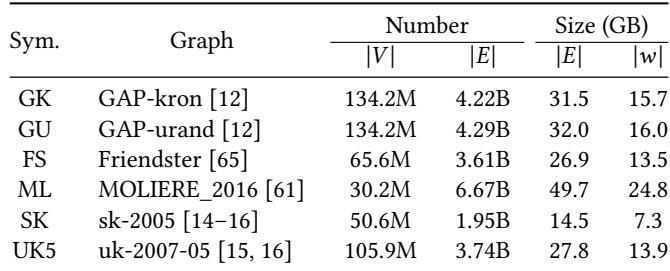 Sym. Graph Number Size (GB)
|V| |E| |E| |w|
GK GAP-kron [12] 134.2M 4.22B 31.5 15.7
GU GAP-urand [12] 134.2M 4.29B 32.0 16.0
FS Friendster [65] 65.6M 3.61B 26.9 13.5
ML MOLIERE_2016 [61] 30.2M 6.67B 49.7 24.8
SK sk-2005 [14–16] 50.6M 1.95B 14.5 7.3
UK5 uk-2007-05 [15, 16] 105.9M 3.74B 27.8 13.9